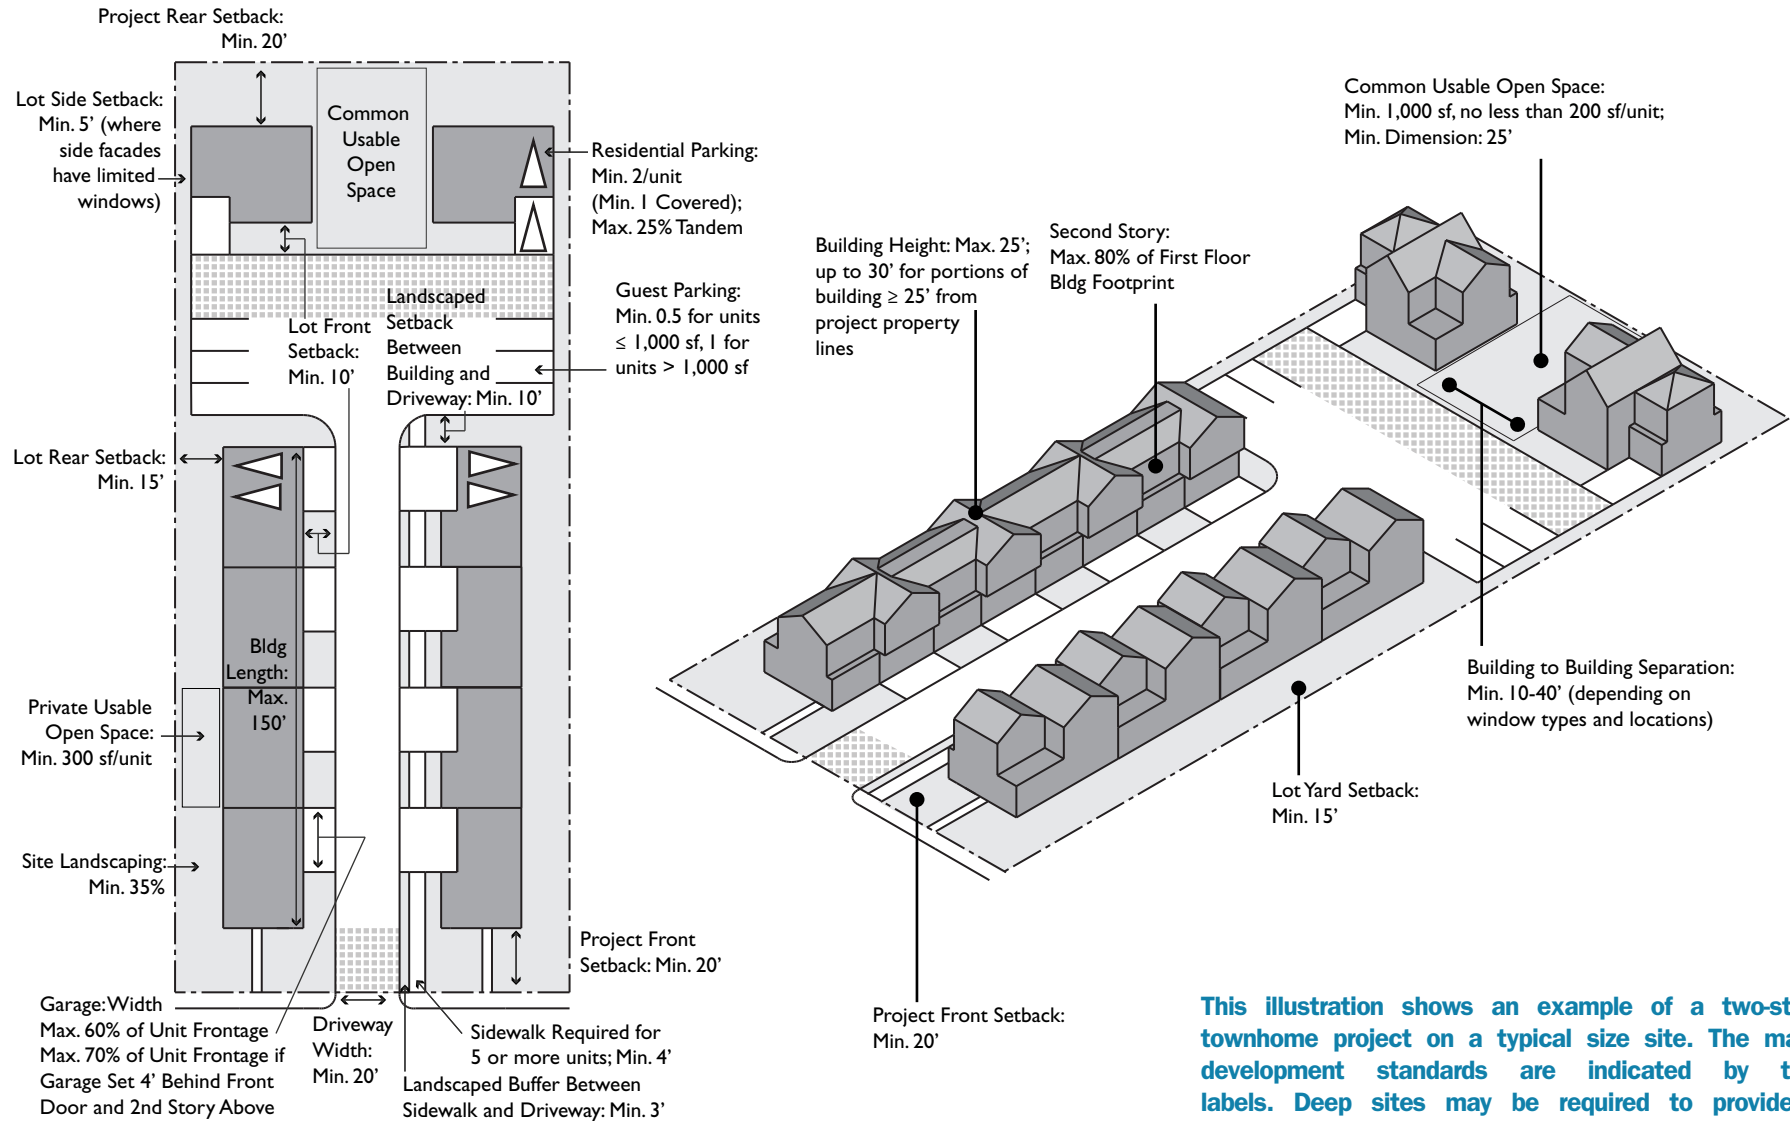 Project Rear Setback:
Min. 20’
Lot Side Setback:
Min. 5’ (where
side facades
have limited
windows)
Common
Usable
Open
Space
Residential Parking:
Min. 2/unit
(Min. 1 Covered);
Max. 25% Tandem
Guest Parking:
Min. 0.5 for units
≤ 1,000 sf, 1 for
units > 1,000 sf
Lot Front
Setback:
Min. 10’
Landscaped
Setback
Between
Building and
Driveway: Min. 10’
Lot Rear Setback:
Min. 15’
Bldg
Length:
Max.
150’
Private Usable
Open Space:
Min. 300 sf/unit
Site Landscaping:
Min. 35%
Project Front
Setback: Min. 20’
Garage: Width
Max. 60% of Unit Frontage
Max. 70% of Unit Frontage if
Garage Set 4’ Behind Front
Door and 2nd Story Above
Driveway
Width:
Min. 20’
Sidewalk Required for
5 or more units; Min. 4’
Landscaped Buffer Between
Sidewalk and Driveway: Min. 3’
Building Height: Max. 25’;
up to 30’ for portions of
building ≥ 25’ from
project property
lines
Second Story:
Max. 80% of First Floor
Bldg Footprint
Common Usable Open Space:
Min. 1,000 sf, no less than 200 sf/unit;
Min. Dimension: 25’
Building to Building Separation:
Min. 10-40’ (depending on
window types and locations)
Lot Yard Setback:
Min. 15’
Project Front Setback:
Min. 20’
This illustration shows an example of a two-st
townhome project on a typical size site. The ma
development standards are indicated by t
labels. Deep sites may be required to provide